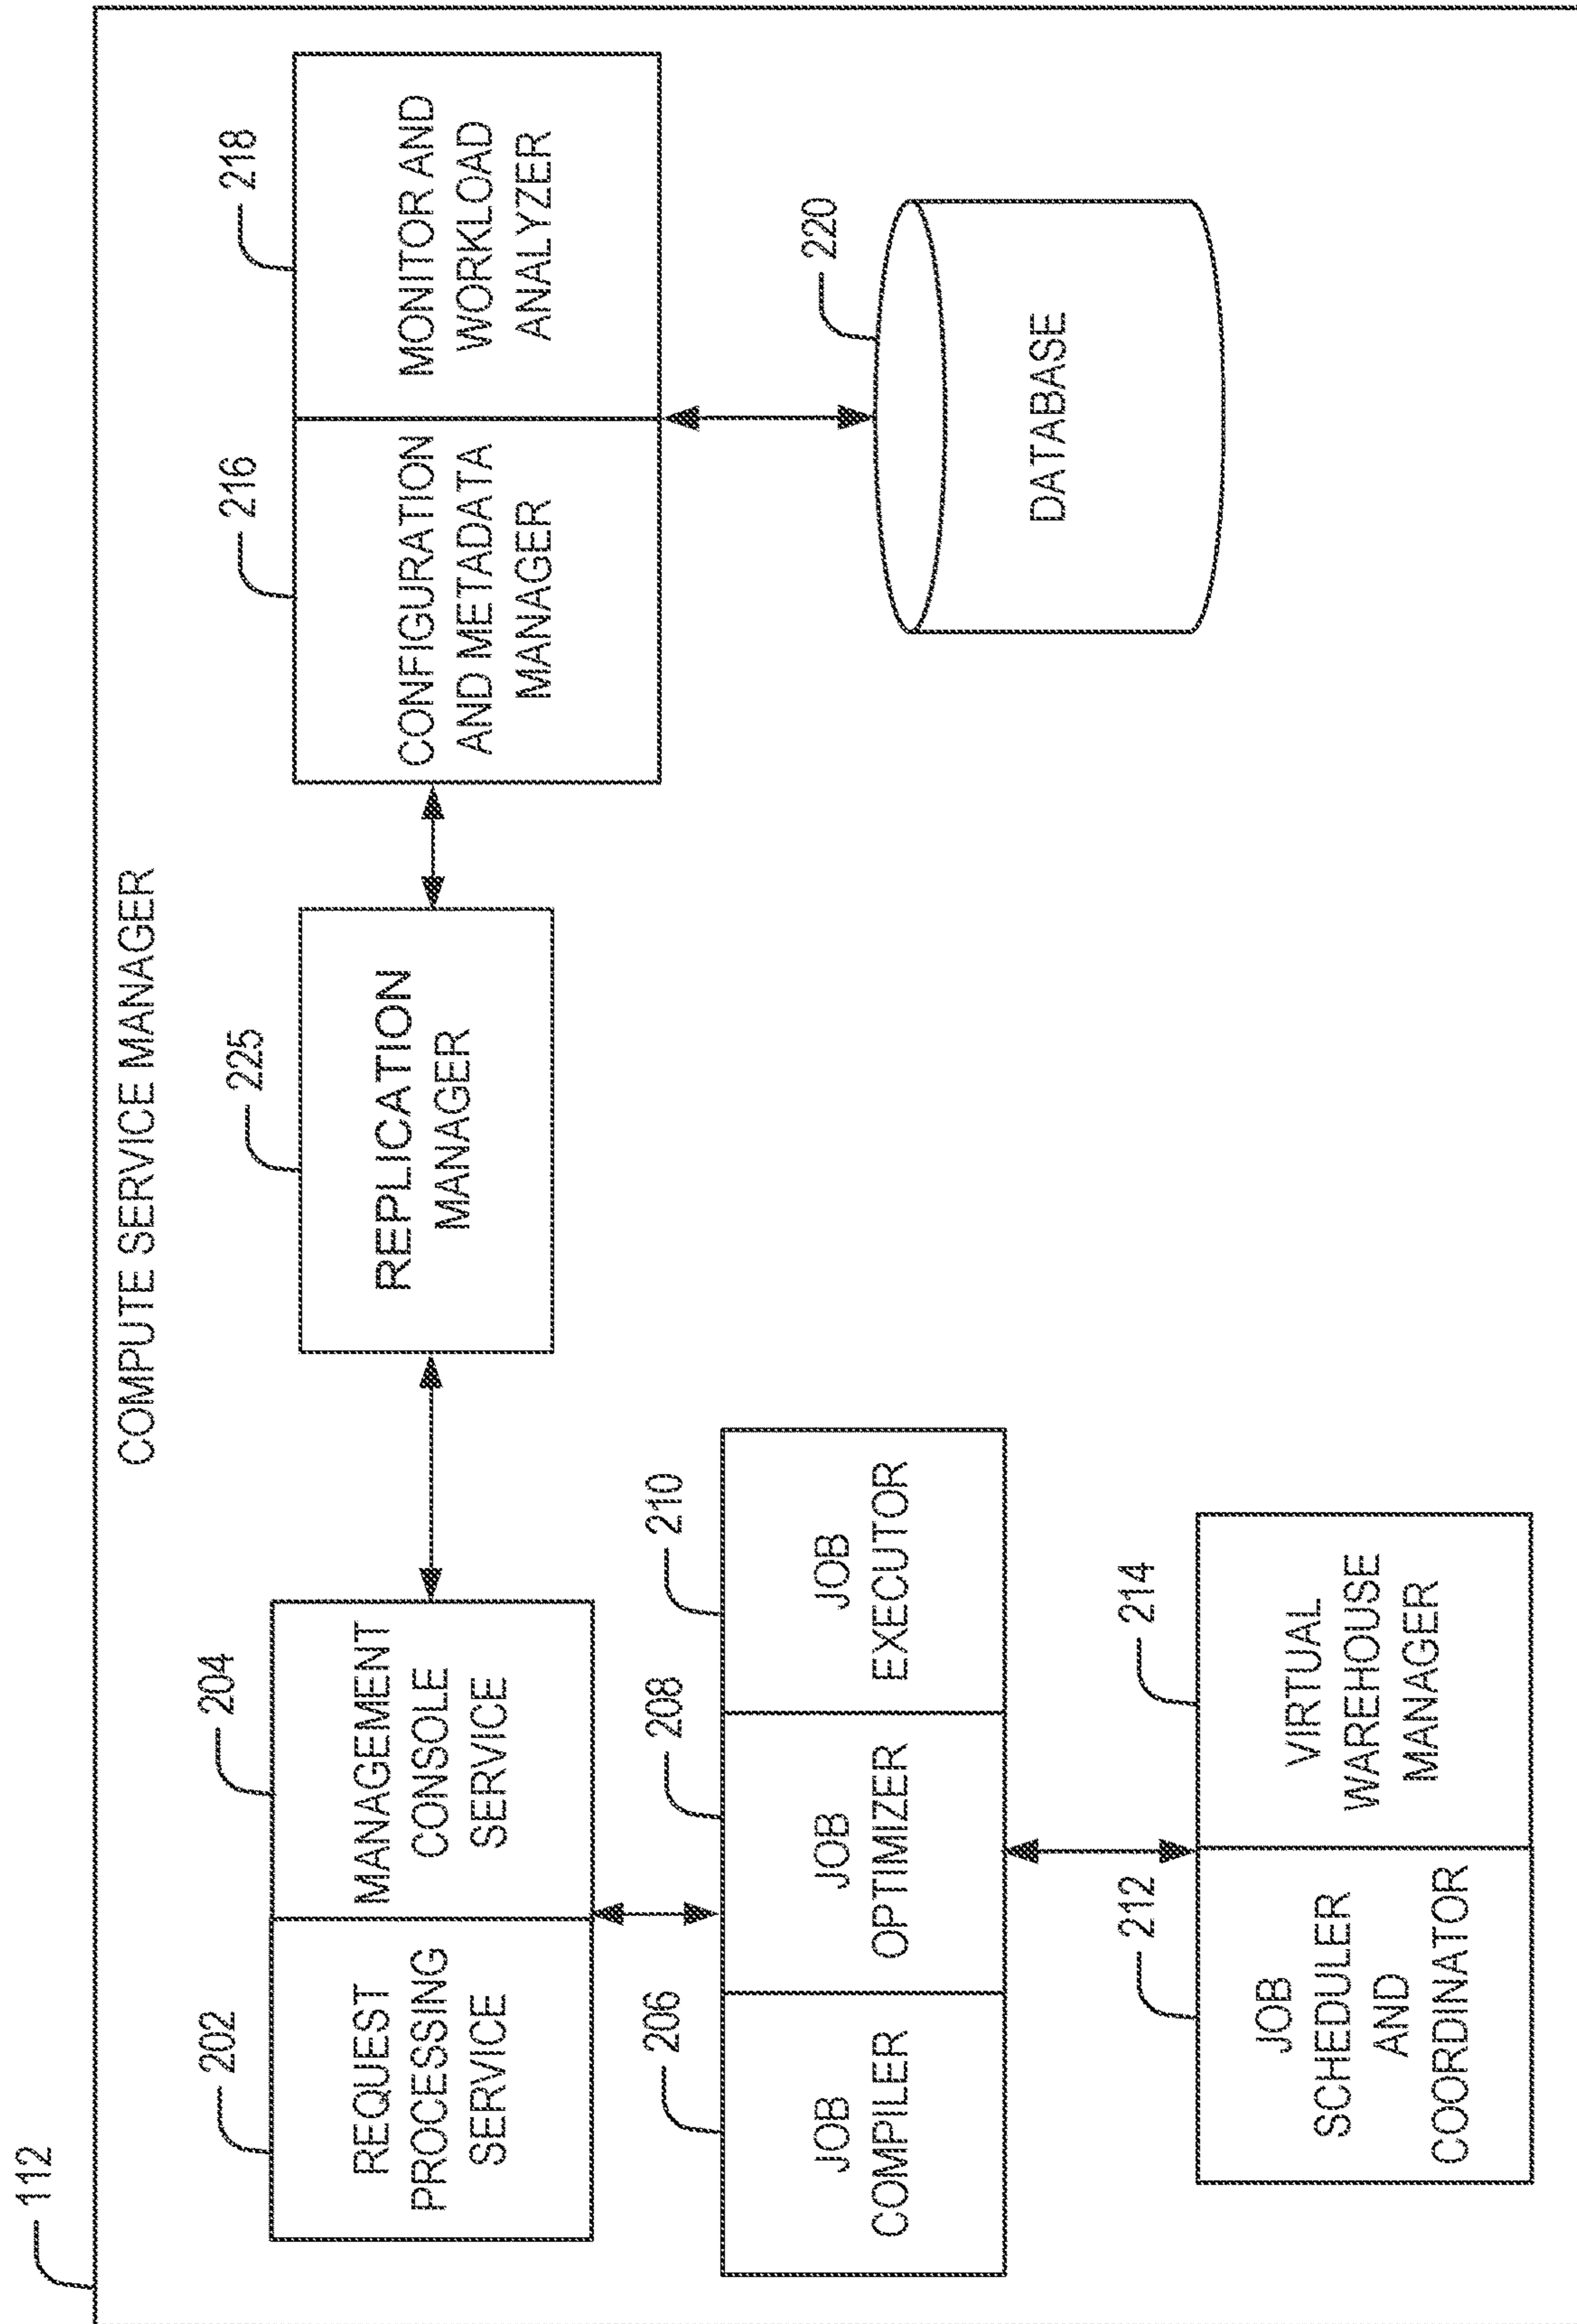 112
COMPUTE SERVICE MANAGER
202
REQUEST
PROCESSING
SERVICE
204
MANAGEMENT
CONSOLE
SERVICE
225
REPLICATION
MANAGER
216
CONFIGURATION
AND METADATA
MANAGER
218
MONITOR AND
WORKLOAD
ANALYZER
206
JOB
COMPILER
208
JOB
OPTIMIZER
210
JOB
EXECUTOR
220
DATABASE
212
JOB
SCHEDULER
AND
COORDINATOR
214
VIRTUAL
WAREHOUSE
MANAGER